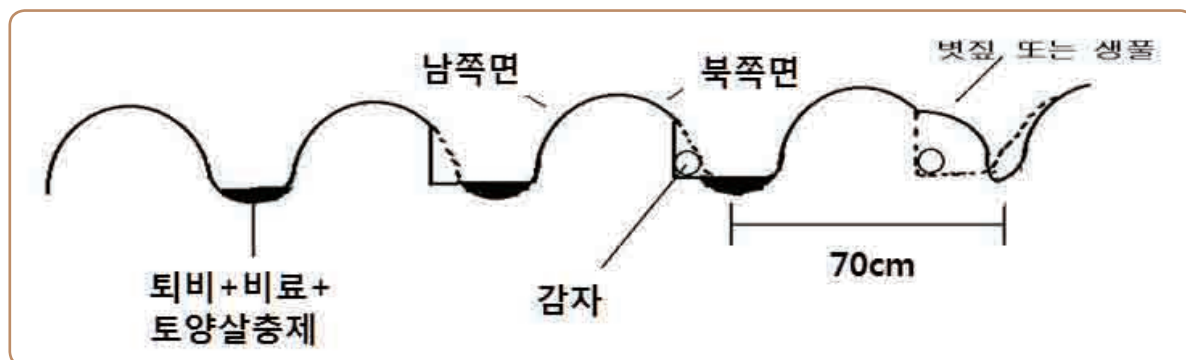 볏짚 또는 생풀
남쪽면
북쪽면
70cm
감자
퇴비+비료+
토양살충제